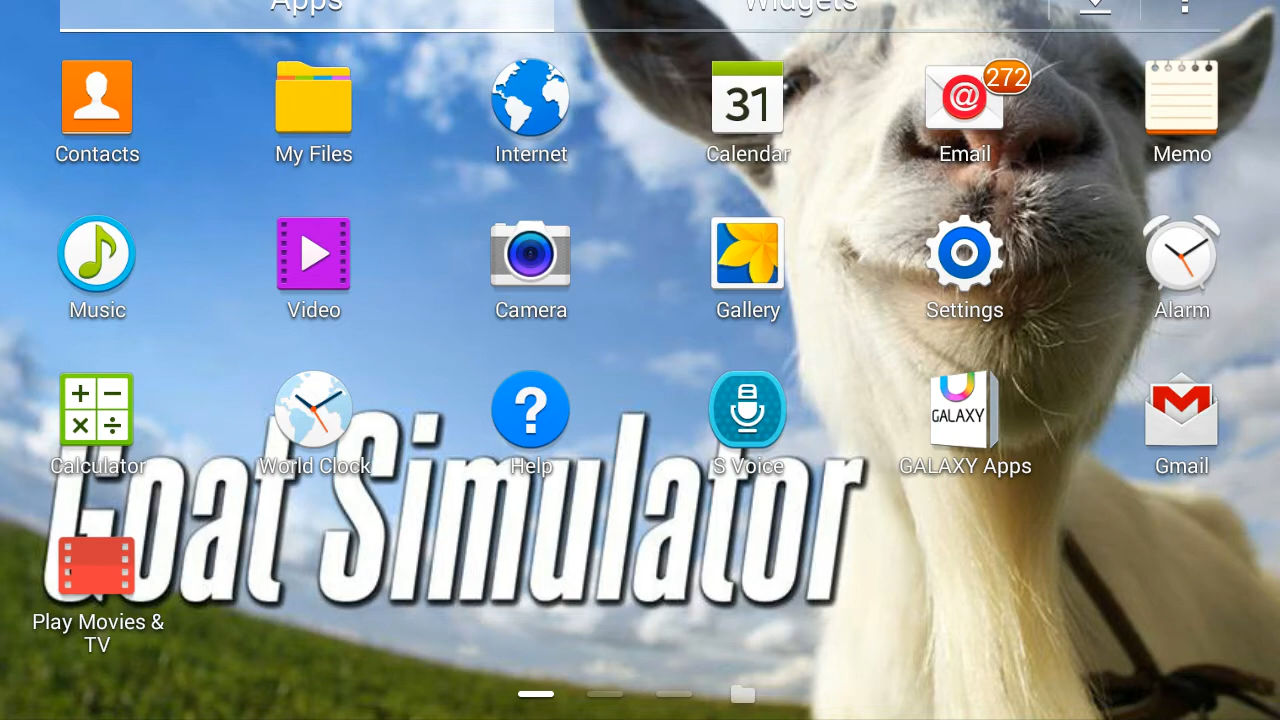 Apps
Widgets
Contacts
My Files
31
Internet
Calendar
@
272
Email
Memo
Music
Video
Camera
Gallery
Settings
Alarm
+ −
× ÷
?
GALAXY
Calculator
World Clock
Help
S Voice
GALAXY Apps
Gmail
Goat Simulator
Play Movies &
TV